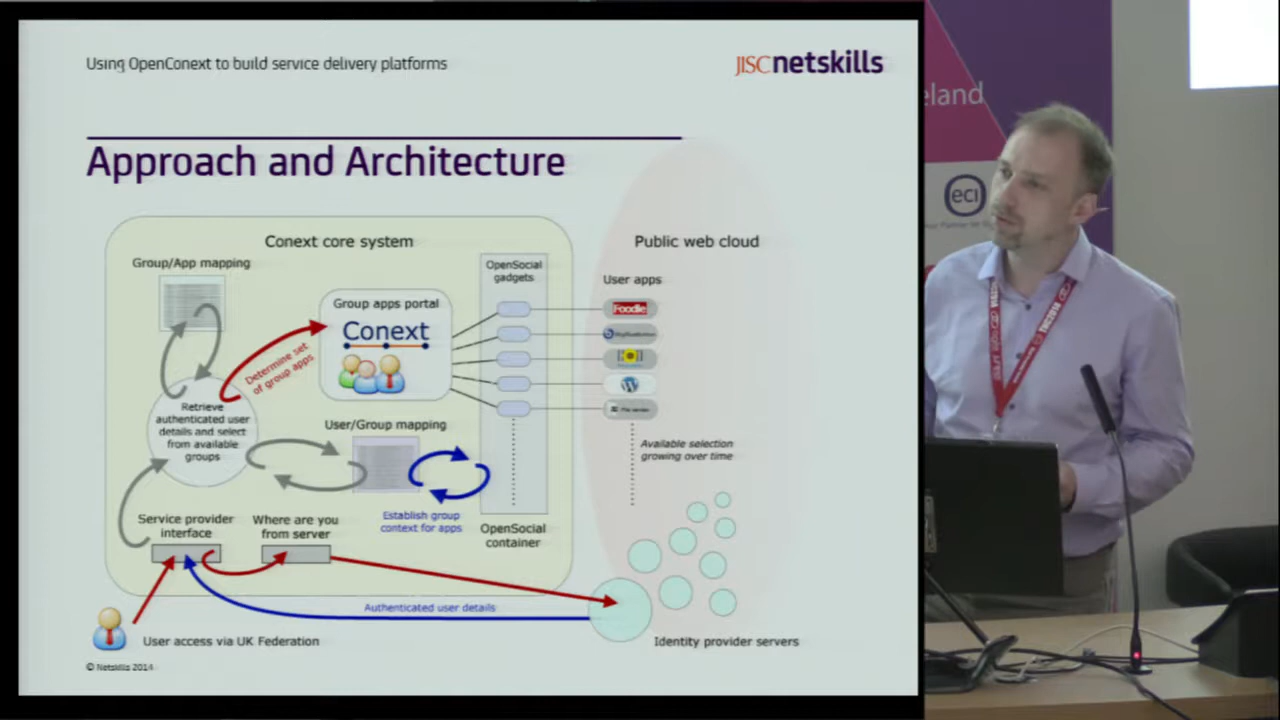 Using OpenConext to build service delivery platforms
JISCnetskills
Approach and Architecture
Conext core system
Group/App mapping
Group apps portal
Conext
OpenSocial
gadgets
Determine set
of group apps
Retrieve
authenticated user
details and select
from available
groups
User/Group mapping
Establish group
context for apps
OpenSocial
container
Service provider
interface
Where are you
from server
Authenticated user details
User access via UK Federation
© Netskills 2014
Public web cloud
User apps
Foodle
Available selection
growing over time
Identity provider servers
eland
eci